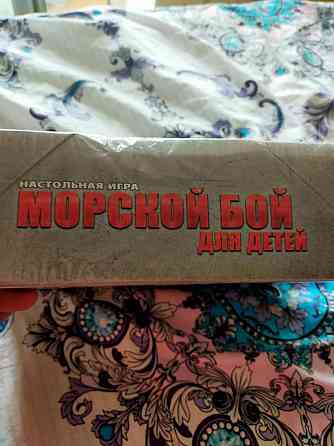 НАСТОЛЬНАЯ ИГРА
МОРСКОЙ БОЙ
ДЛЯ ДЕТЕЙ